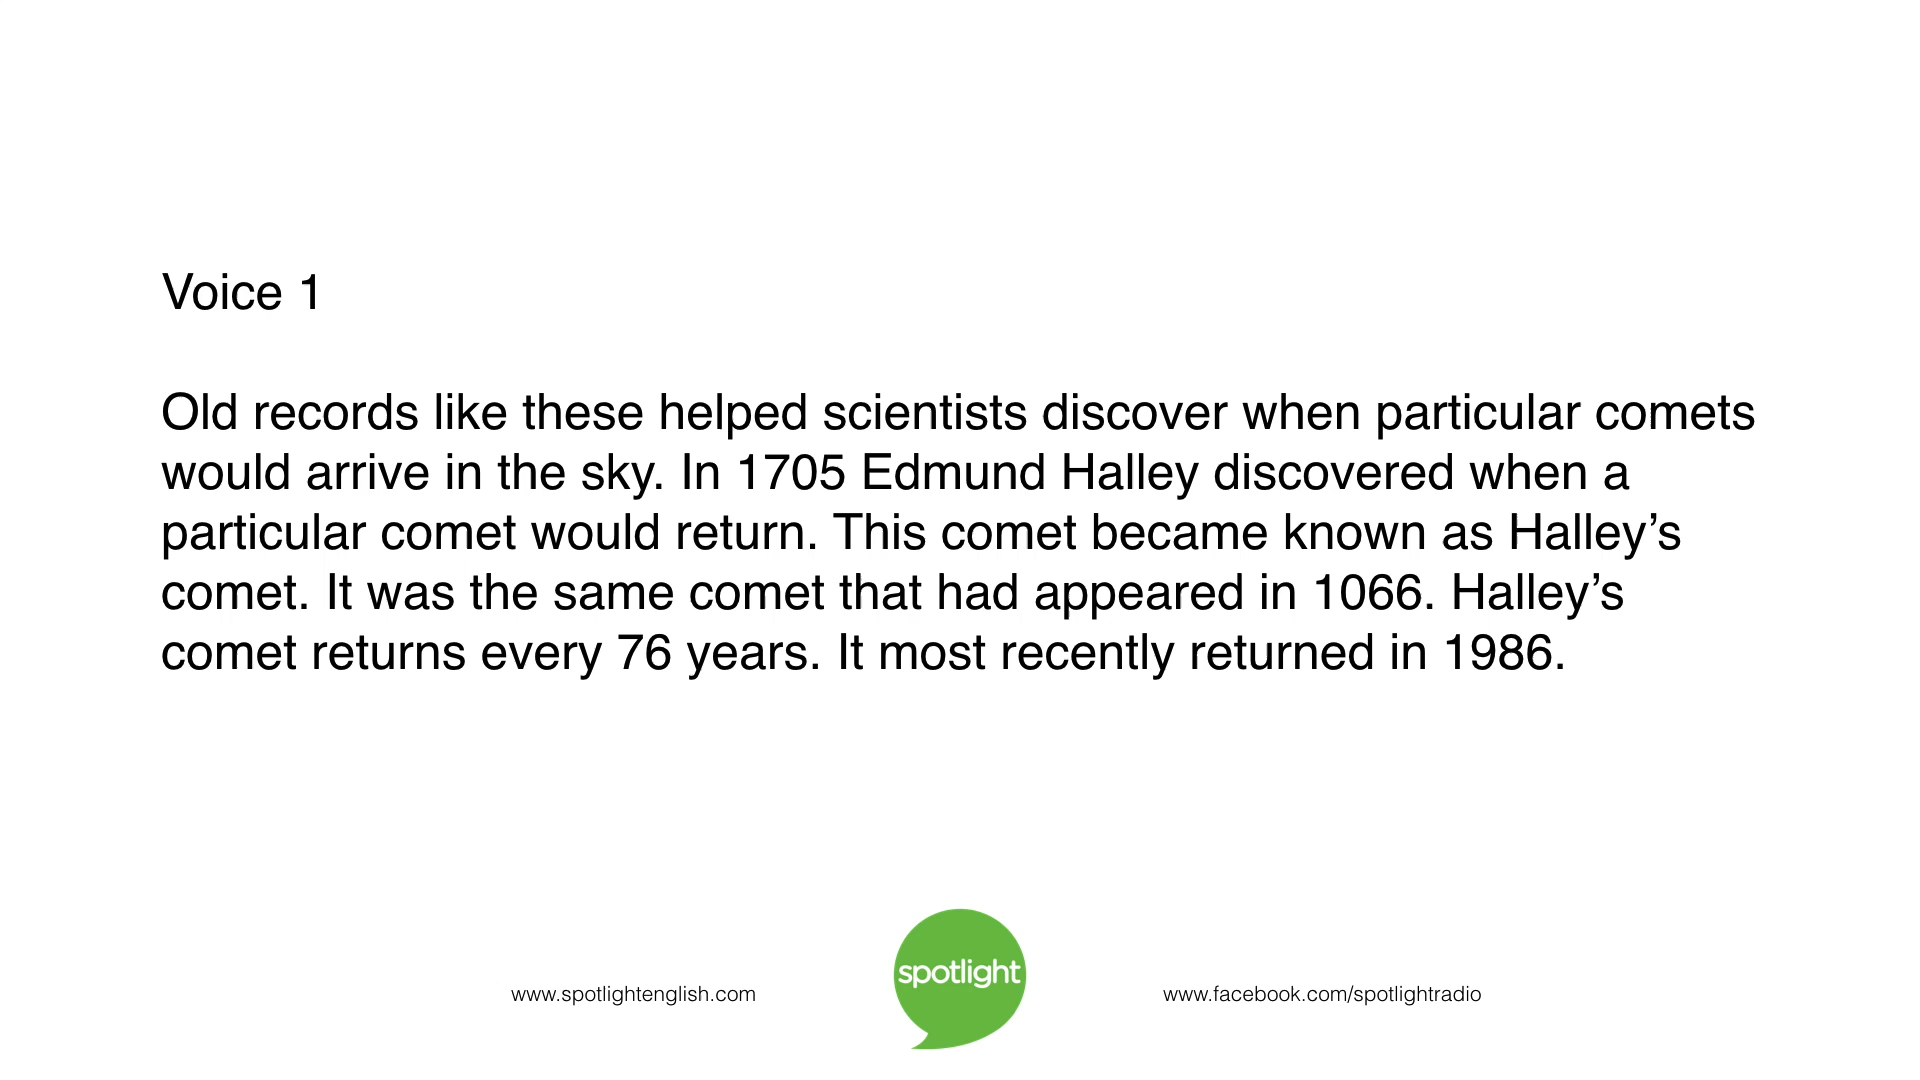 Voice 1
Old records like these helped scientists discover when particular comets
would arrive in the sky. In 1705 Edmund Halley discovered when a
particular comet would return. This comet became known as Halley’s
comet. It was the same comet that had appeared in 1066. Halley’s
comet returns every 76 years. It most recently returned in 1986.
spotlight
www.spotlightenglish.com
www.facebook.com/spotlightradio